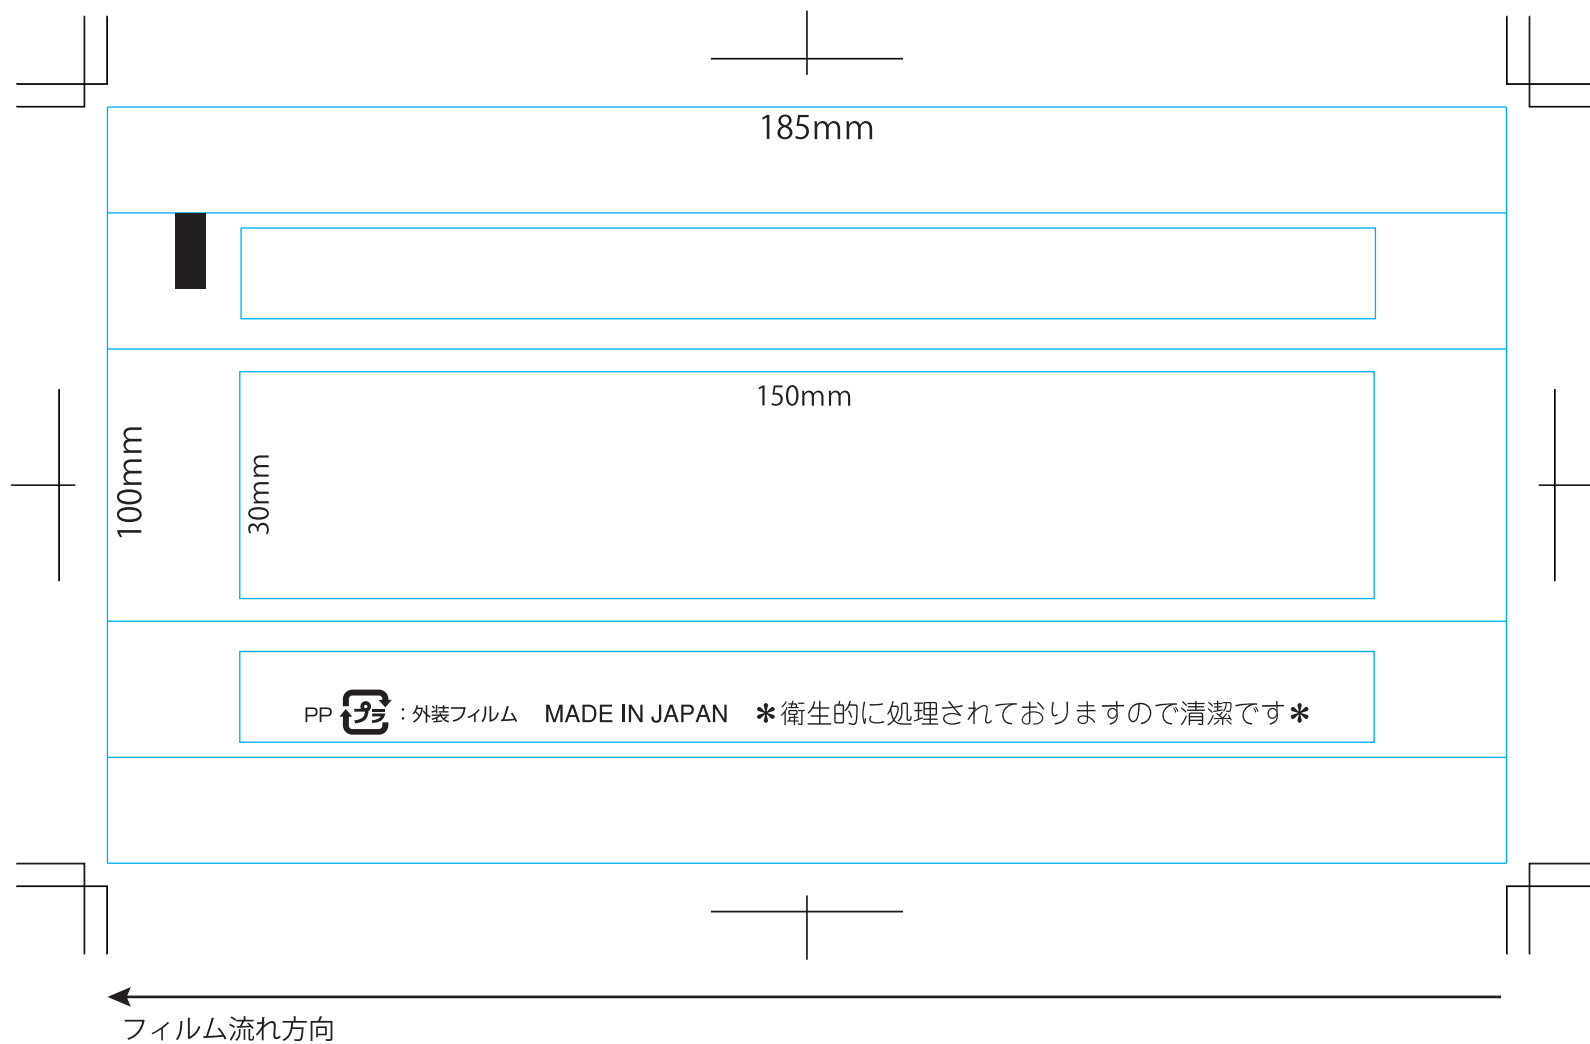 185mm
150mm
100mm
30mm
PP プラ：外装フィルム MADE IN JAPAN ＊衛生的に処理されておりますので清潔です＊
フィルム流れ方向